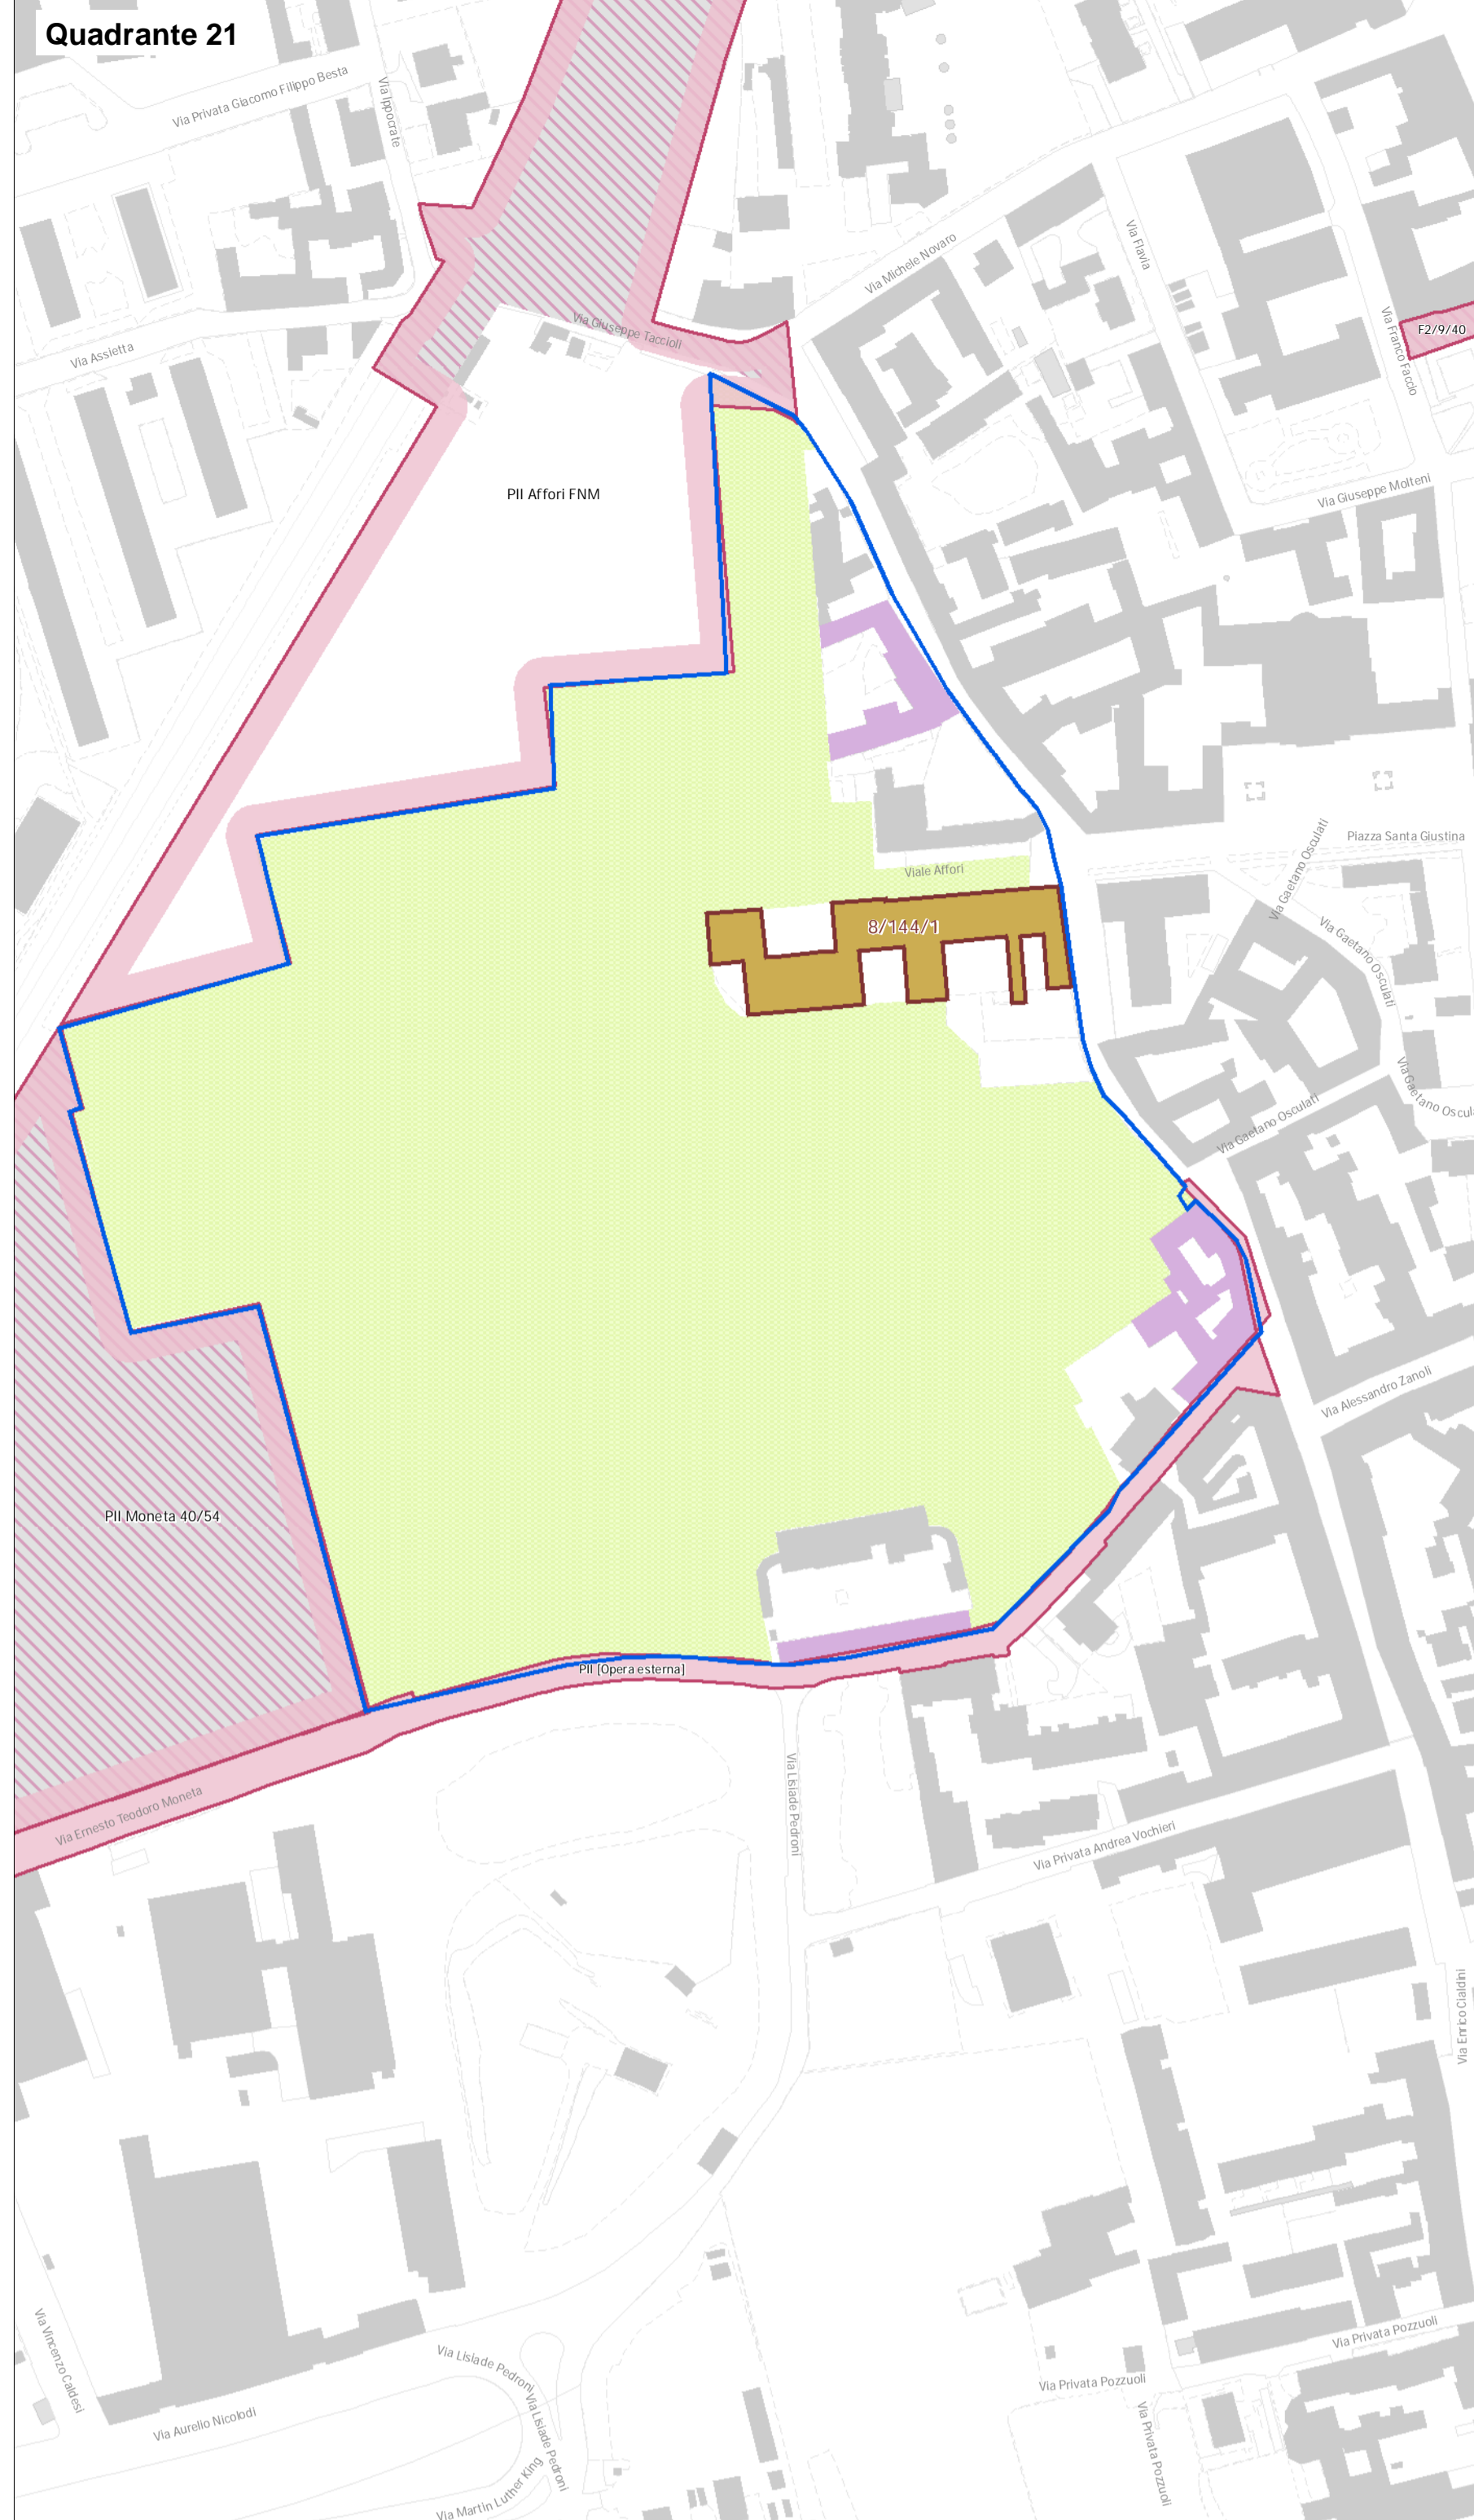 Quadrante 21
Via Privata Giacomo Filippo Besta
Via Ippocrate
Via Michele Novaro
Via Flavia
Via Giuseppe Taccioli
F2/9/40
Via Franco Faccio
Via Assietta
PII Affori FNM
Via Giuseppe Molteni
Piazza Santa Giustina
Via Gaetano Osculati
Viale Affori
8/144/1
Via Gaetano Osculati
Via Gaetano Oscula
Via Gaetano Osculati
Via Alessandro Zanoli
PII Moneta 40/54
PII [Opera esterna]
Via Ernesto Teodoro Moneta
Via Lisiade Pedroni
Via Privata Andrea Vochieri
Via Enrico Cialdini
Via Vincenzo Caldesi
Via Privata Pozzuoli
Via Lisiade Pedroni
Via Privata Pozzuoli
Via Aurelio Nicolodi
Via Lisiade Pedroni
Via Privata Pozzuoli
Via Martin Luther King